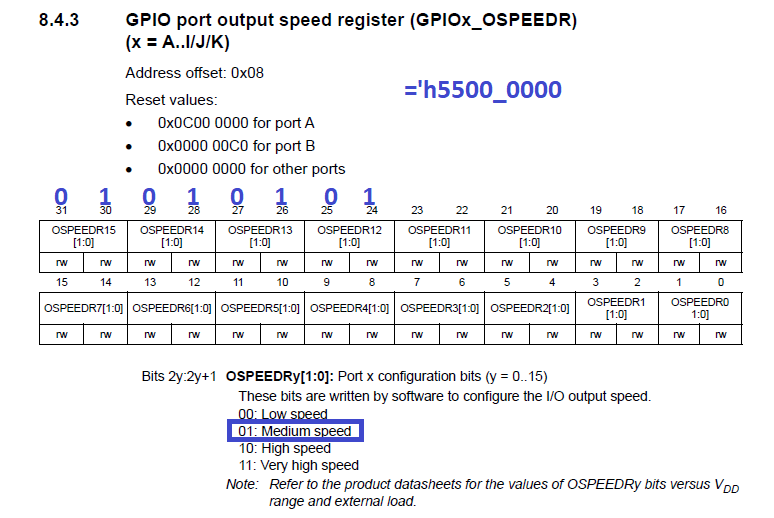 8.4.3 GPIO port output speed register (GPIOx_OSPEEDR)
(x = A..I/J/K)
Address offset: 0x08
='h5500_0000
Reset values:
• 0x0C00 0000 for port A
• 0x0000 00C0 for port B
• 0x0000 0000 for other ports
0 1 0 1 0 1 0 1
31 30 29 28 27 26 25 24 23 22 21 20 19 18 17 16
OSPEEDR15 OSPEEDR14 OSPEEDR13 OSPEEDR12 OSPEEDR11 OSPEEDR10 OSPEEDR9 OSPEEDR8
[1:0] [1:0] [1:0] [1:0] [1:0] [1:0] [1:0] [1:0]
rw rw rw rw rw rw rw rw rw rw rw rw rw rw rw rw
15 14 13 12 11 10 9 8 7 6 5 4 3 2 1 0
OSPEEDR7[1:0] OSPEEDR6[1:0] OSPEEDR5[1:0] OSPEEDR4[1:0] OSPEEDR3[1:0] OSPEEDR2[1:0] OSPEEDR1 OSPEEDR0
[1:0] 1:0]
rw rw rw rw rw rw rw rw rw rw rw rw rw rw rw rw
Bits 2y:2y+1 OSPEEDRy[1:0]: Port x configuration bits (y = 0..15)
These bits are written by software to configure the I/O output speed.
00: Low speed
01: Medium speed
10: High speed
11: Very high speed
Note: Refer to the product datasheets for the values of OSPEEDRy bits versus VDD
range and external load.